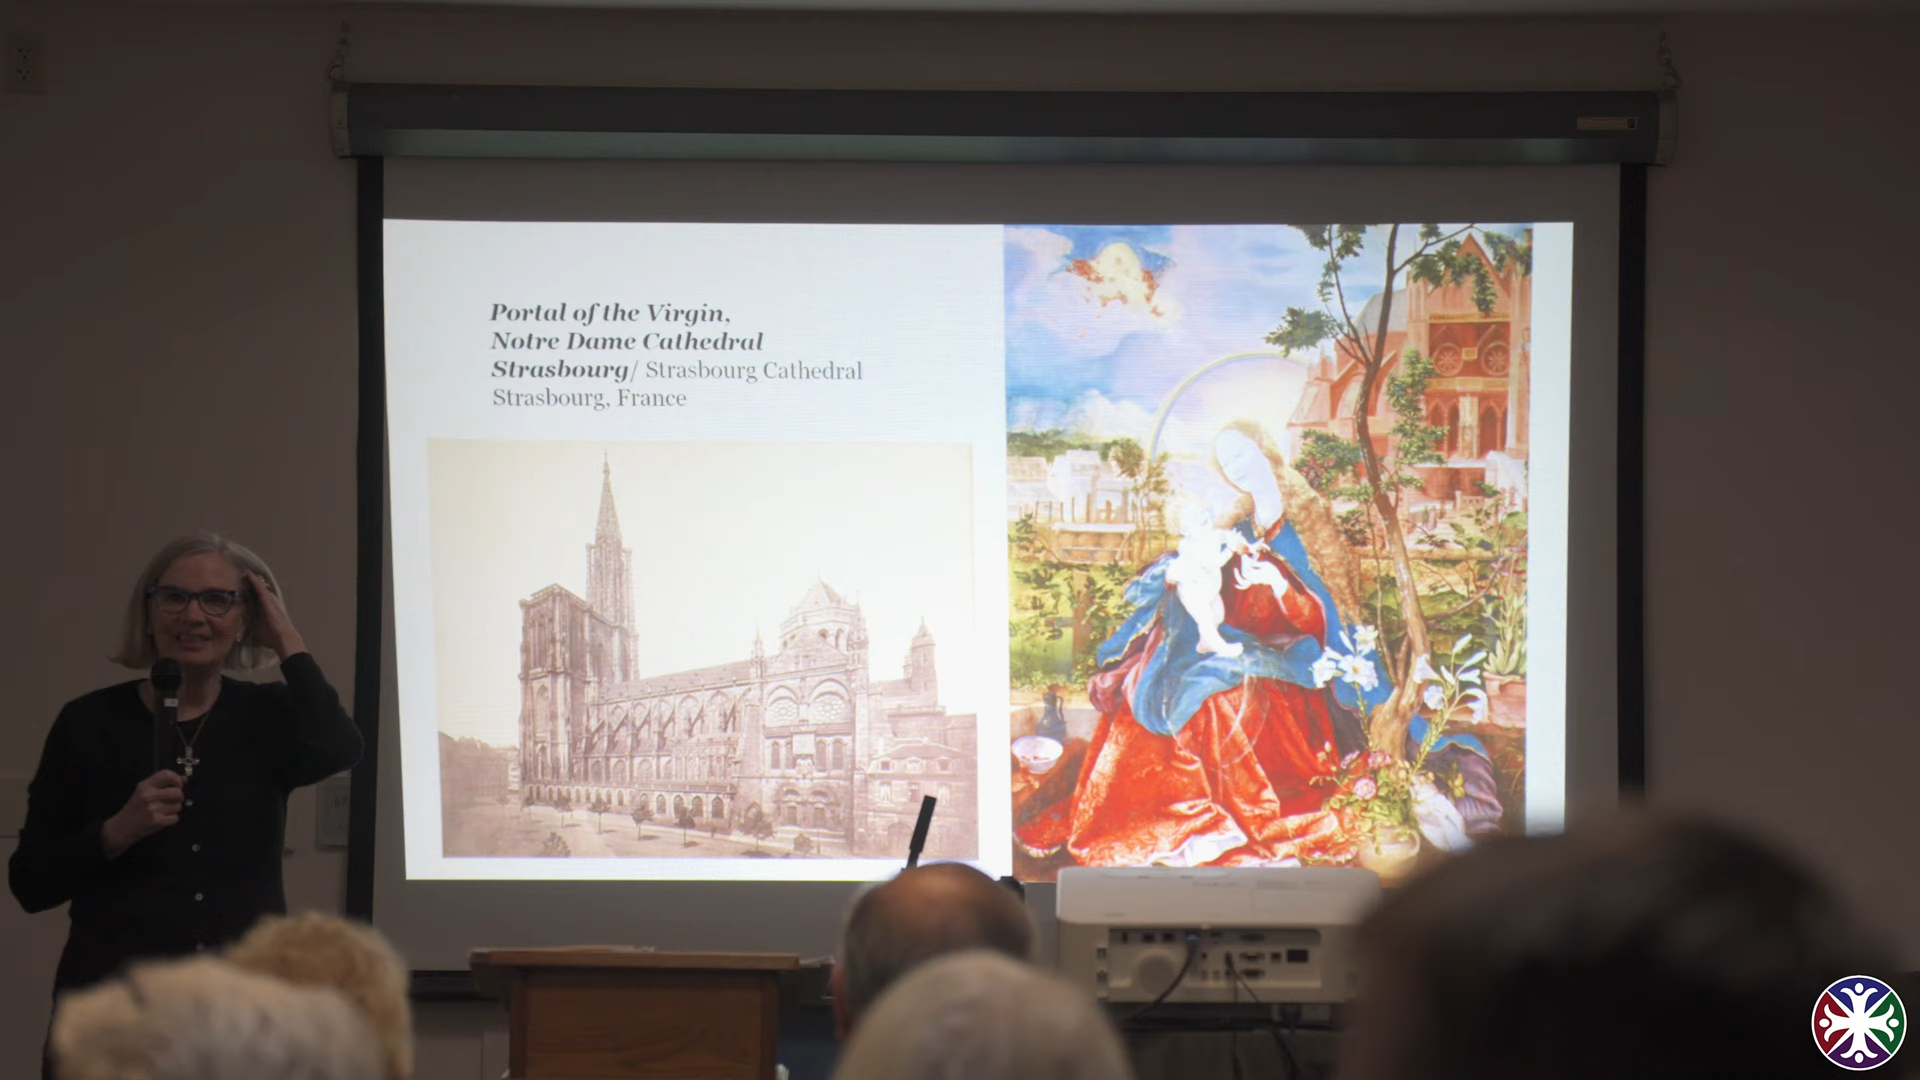 Portal of the Virgin,
Notre Dame Cathedral
Strasbourg/ Strasbourg Cathedral
Strasbourg, France